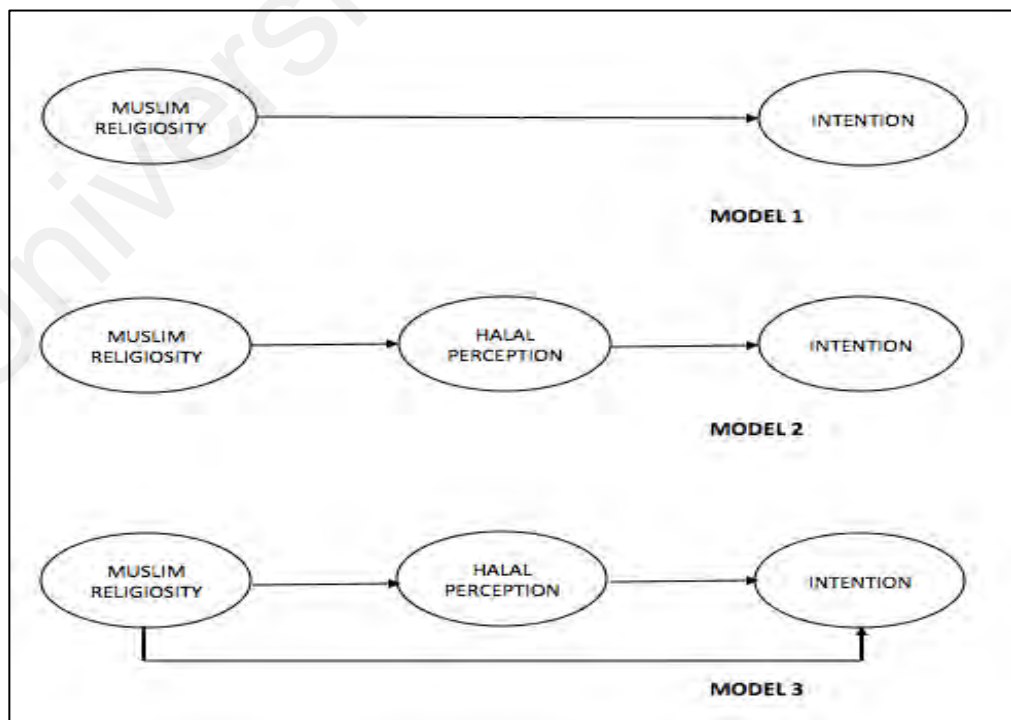 MUSLIM
RELIGIOSITY
INTENTION
MODEL 1
MUSLIM
RELIGIOSITY
HALAL
PERCEPTION
INTENTION
MODEL 2
MUSLIM
RELIGIOSITY
HALAL
PERCEPTION
INTENTION
MODEL 3